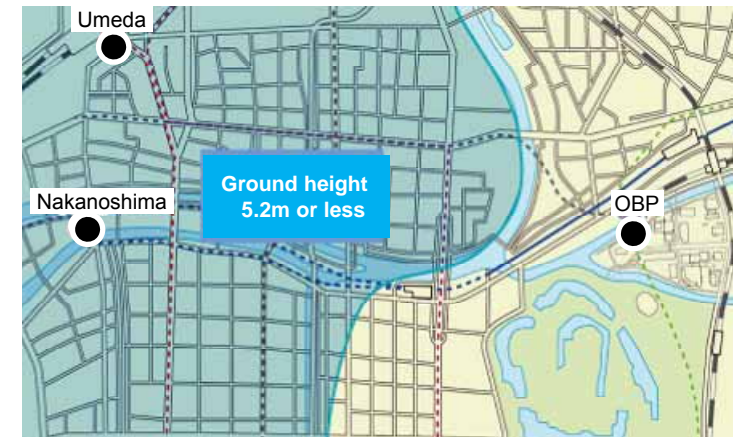 Umeda
Ground height
5.2m or less
Nakanoshima
OBP